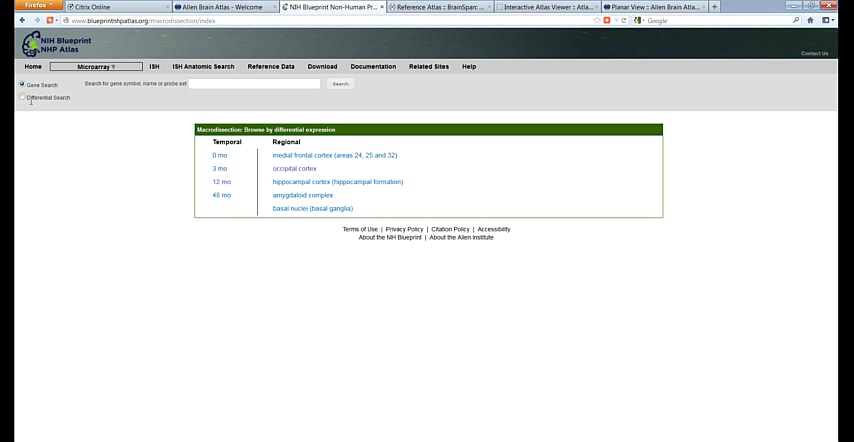 Firefox
Citrix Online
Allen Brain Atlas - Welcome
NIH Blueprint Non-Human Pr...
Reference Atlas :: BrainSpan: ...
Interactive Atlas Viewer :: Atla...
Planar View :: Allen Brain Atla...
www.blueprintnhpatlas.org/macrodissection/index
Google
NIH Blueprint
NHP Atlas
Contact Us
Home Microarray ISH ISH Anatomic Search Reference Data Download Documentation Related Sites Help
Gene Search Search for gene symbol, name or probe set Search
Differential Search
Macrodissection: Browse by differential expression
Temporal Regional
0 mo medial frontal cortex (areas 24, 25 and 32)
3 mo occipital cortex
12 mo hippocampal cortex (hippocampal formation)
48 mo amygdaloid complex
basal nuclei (basal ganglia)
Terms of Use | Privacy Policy | Citation Policy | Accessibility
About the NIH Blueprint | About the Allen Institute